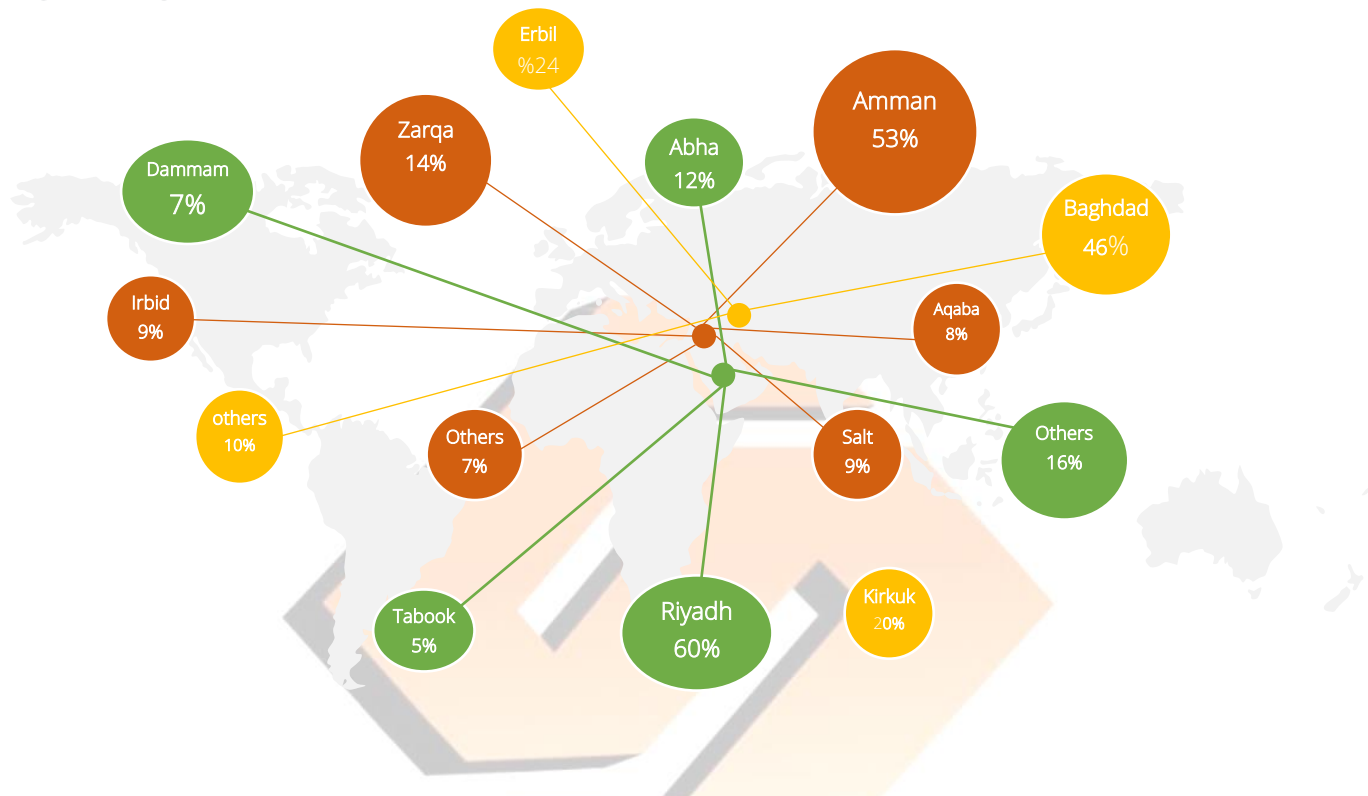 Erbil
%24
Amman
53%
Zarqa
14%
Abha
12%
Dammam
7%
Baghdad
46%
Irbid
9%
Aqaba
8%
others
10%
Others
7%
Salt
9%
Others
16%
Tabook
5%
Riyadh
60%
Kirkuk
20%